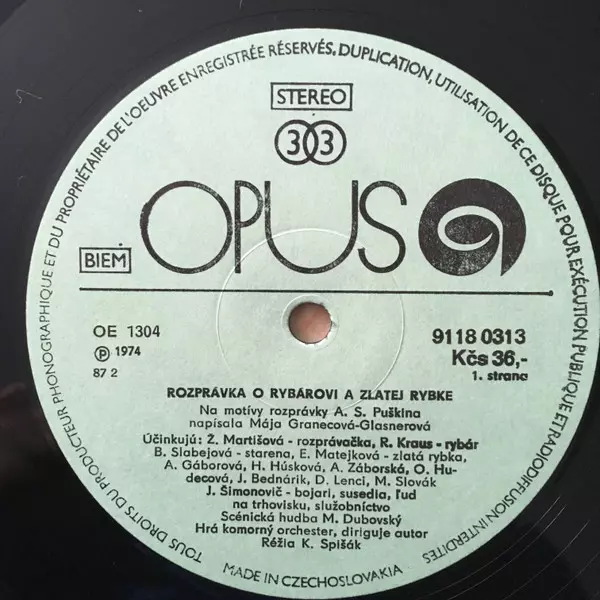 TOUS DROITS DU PRODUCTEUR PHONOGRAPHIQUE ET DU PROPRIÉTAIRE DE L'OEUVRE ENREGISTRÉE RÉSERVÉS. DUPLICATION, UTILISATION DE CE DISQUE POUR EXÉCUTION PUBLIQUE ET RADIODIFFUSION INTERDITES
STEREO
33
OPUS
BIEM
OE 1304
9118 0313
Ⓟ 1974
Kčs 36,-
87 2
1. strana
ROZPRÁVKA O RYBÁROVI A ZLATEJ RYBKE
Na motívy rozprávky A. S. Puškina
napísala Mája Granecová-Glasnerová
Účinkujú: Ž. Martišová - rozprávačka, R. Kraus - rybár
B. Slabejová - starena, E. Matejková - zlatá rybka,
A. Gáborová, H. Húsková, A. Záborská, O. Hu-
decová, J. Bednárik, D. Lenci, M. Slovák
J. Šimonovič - bojari, susedia, ľud
na trhovisku, služobníctvo
Scénická hudba M. Dubovský
Hrá komorný orchester, diriguje autor
Réžia K. Spišák
MADE IN CZECHOSLOVAKIA